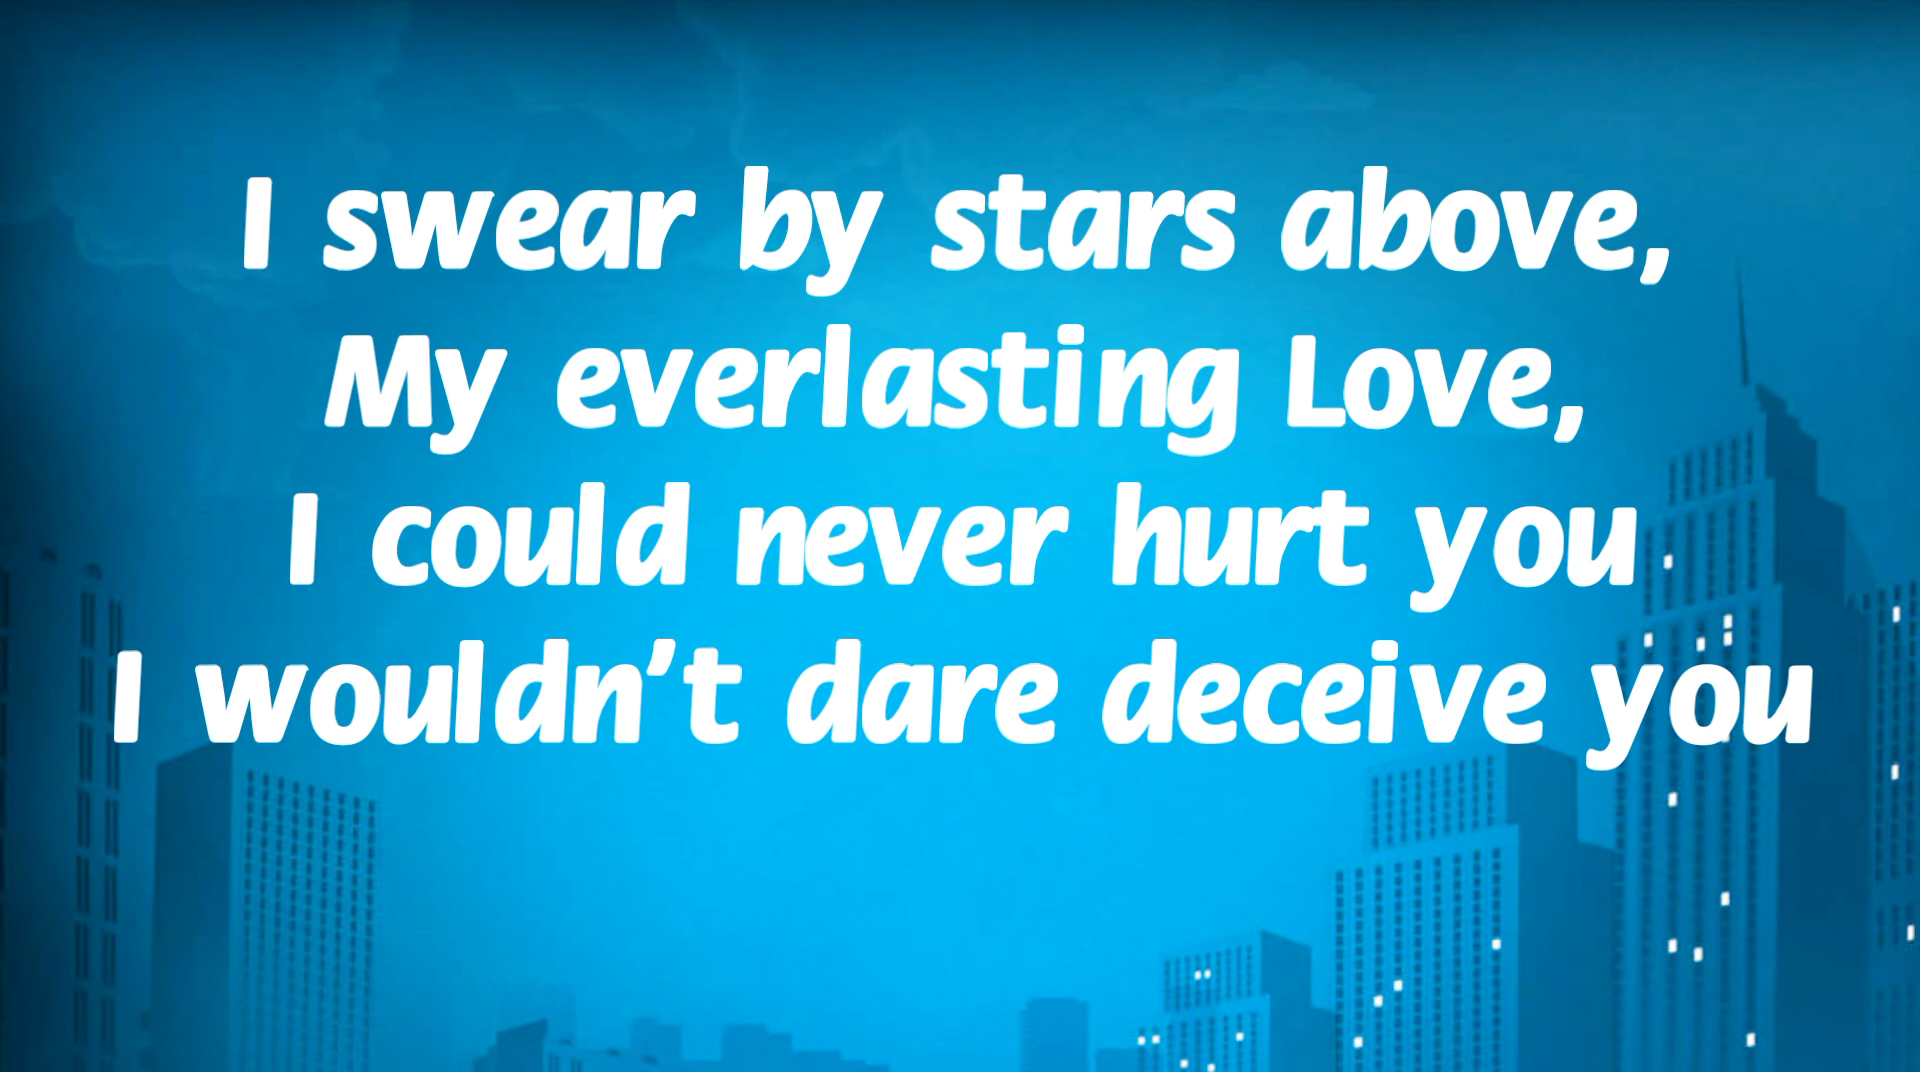 I swear by stars above,
My everlasting Love,
I could never hurt you
I wouldn't dare deceive you